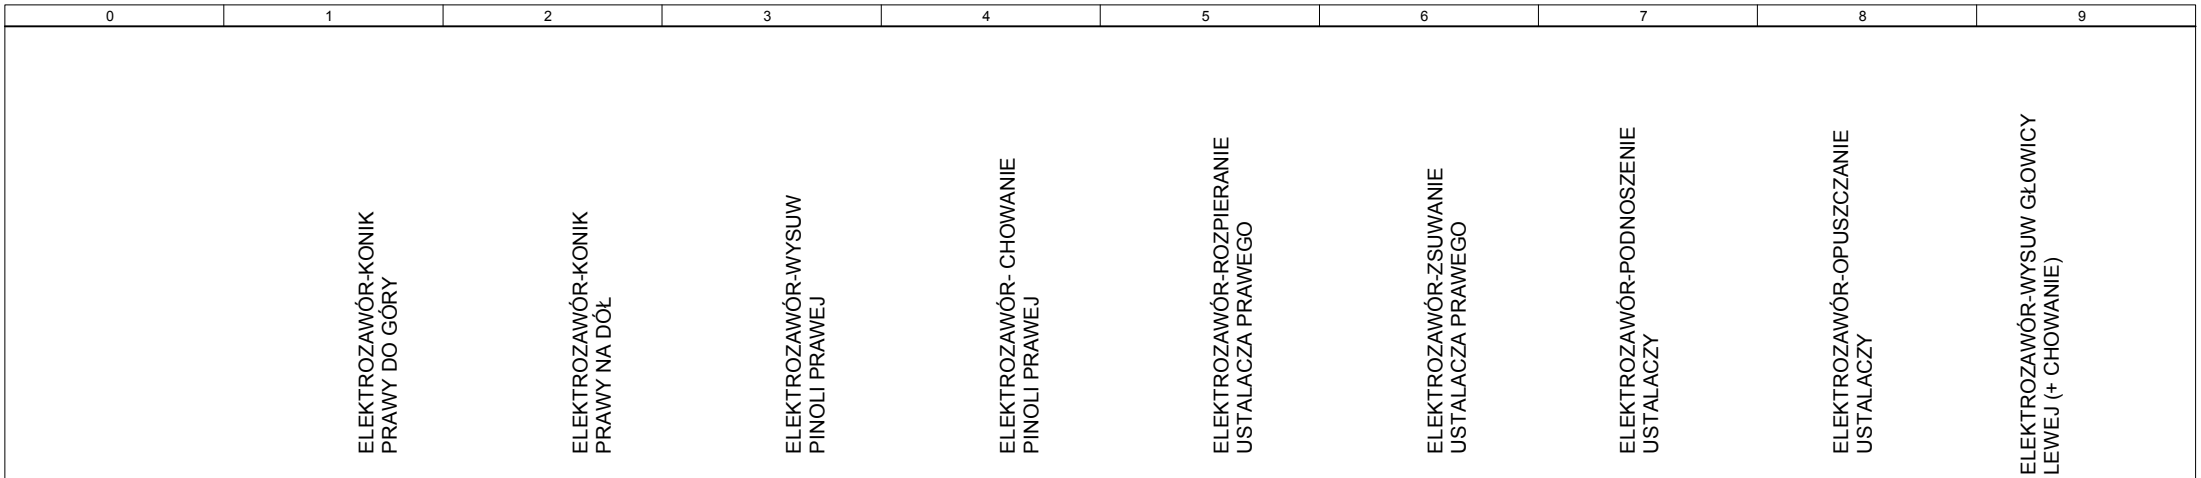 0 1 2 3 4 5 6 7 8 9
ELEKTROZAWÓR-KONIK
PRAWY DO GÓRY
ELEKTROZAWÓR-KONIK
PRAWY NA DÓŁ
ELEKTROZAWÓR-WYSUW
PINOLI PRAWEJ
ELEKTROZAWÓR- CHOWANIE
PINOLI PRAWEJ
ELEKTROZAWÓR-ROZPIERANIE
USTALACZA PRAWEGO
ELEKTROZAWÓR-ZSUWANIE
USTALACZA PRAWEGO
ELEKTROZAWÓR-PODNOSZENIE
USTALACZY
ELEKTROZAWÓR-OPUSZCZANIE
USTALACZY
ELEKTROZAWÓR-WYSUW GŁOWICY
LEWEJ (+ CHOWANIE)